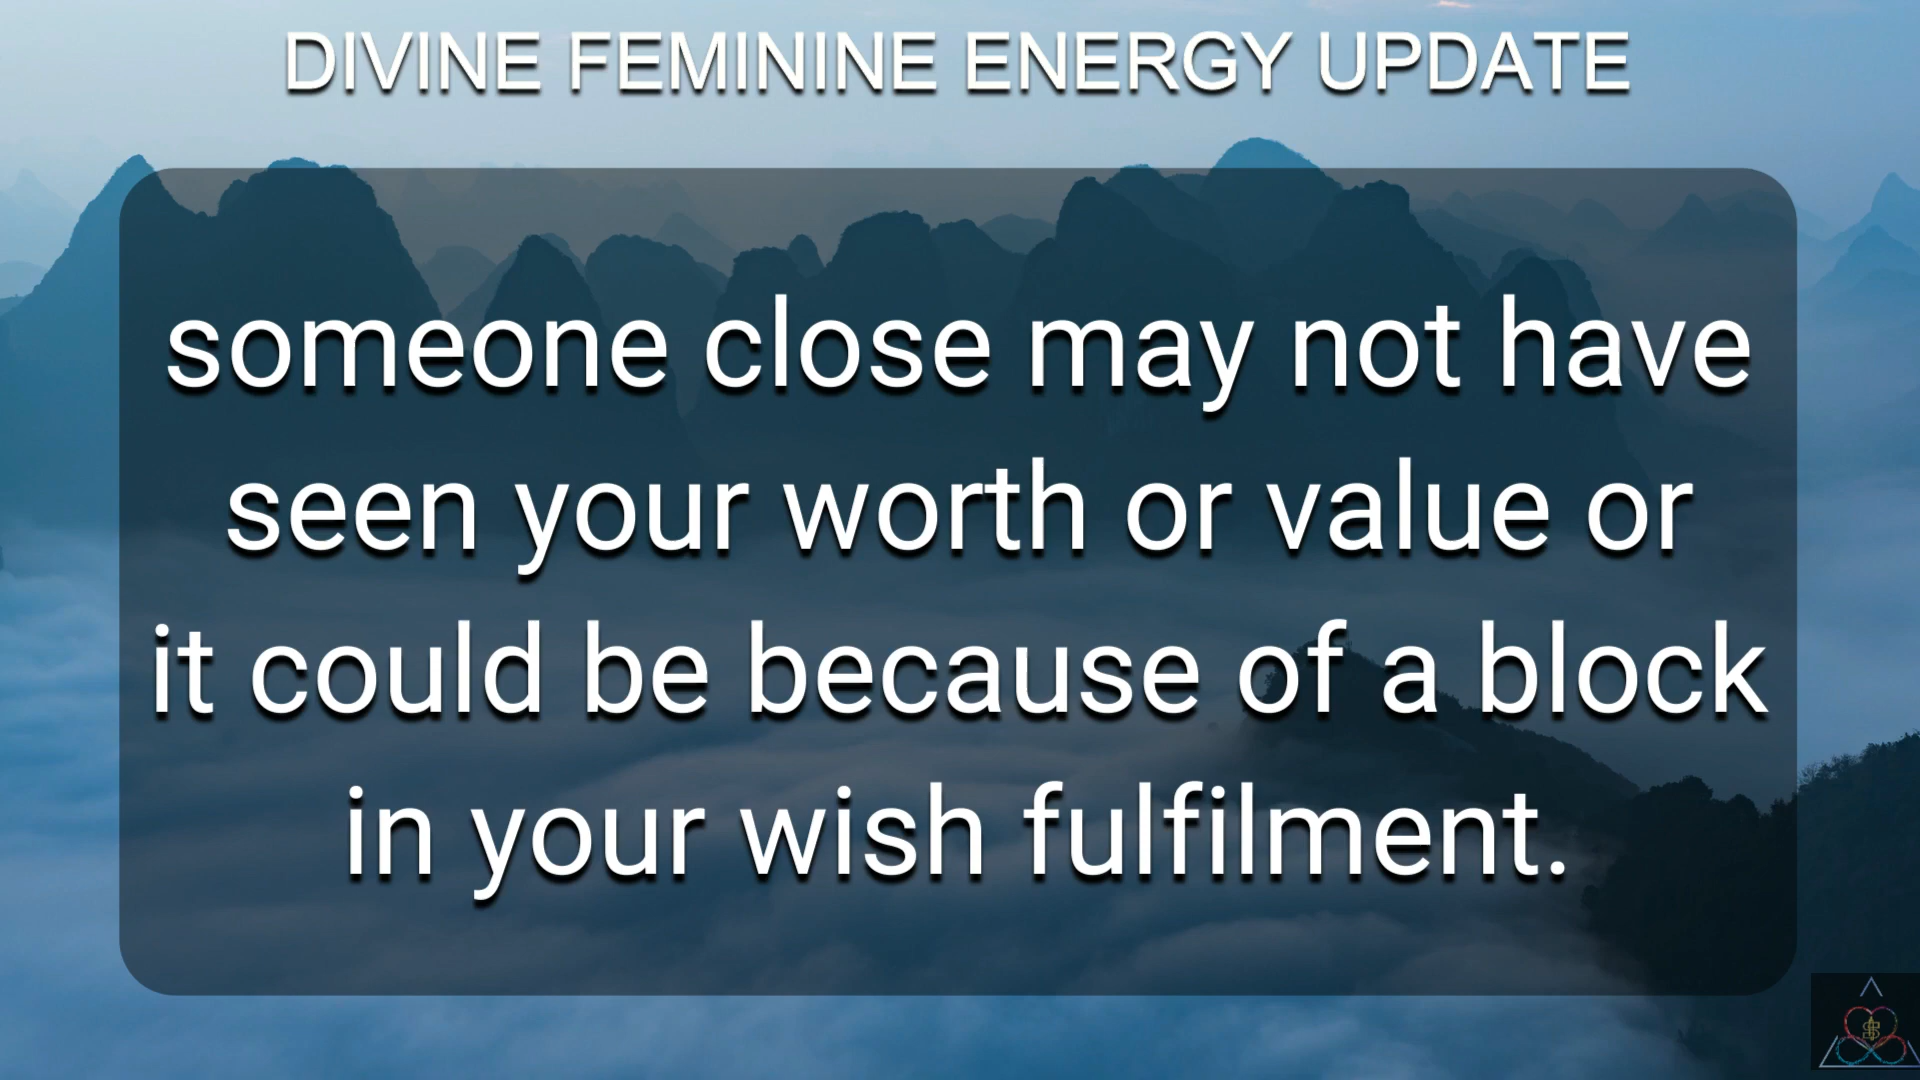 DIVINE FEMININE ENERGY UPDATE
someone close may not have
seen your worth or value or
it could be because of a block
in your wish fulfilment.